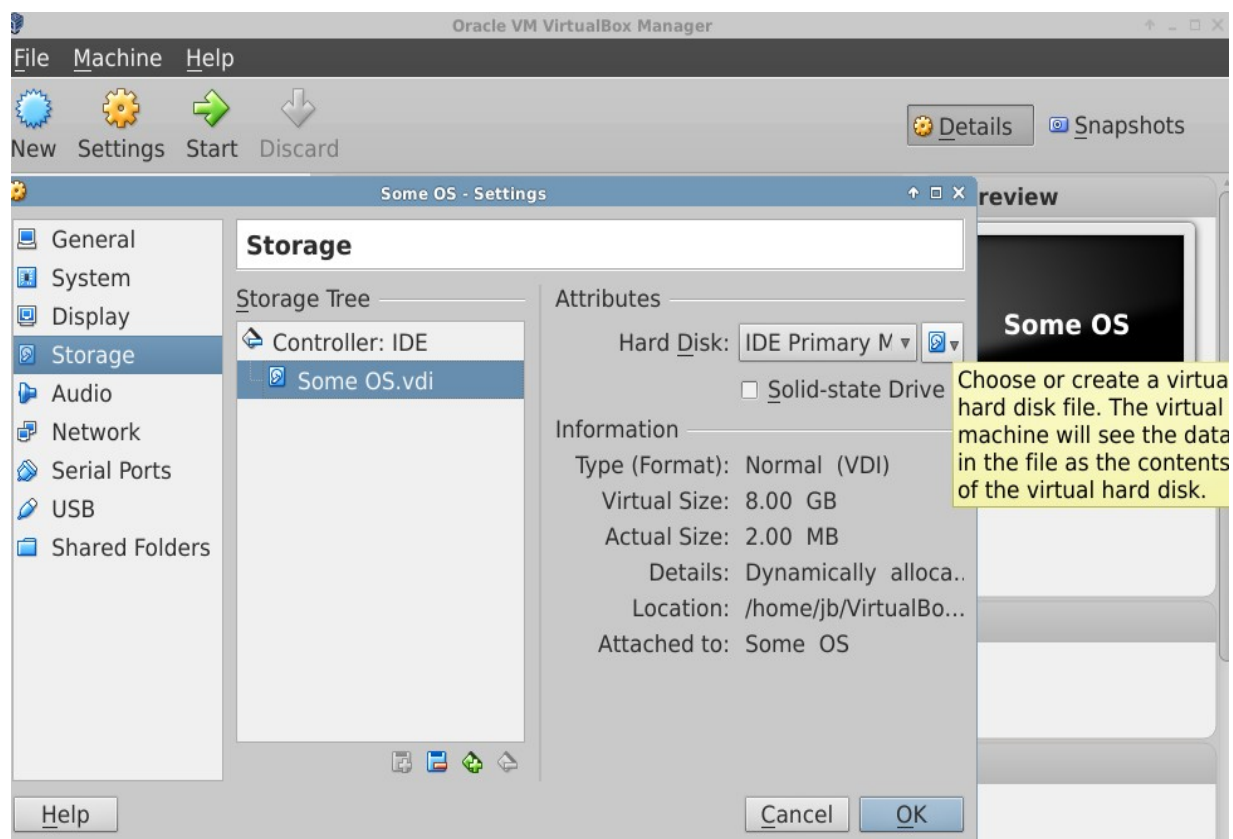 Oracle VM VirtualBox Manager
File Machine Help
New Settings Start Discard
Details Snapshots
Some OS - Settings
review
General
System
Display
Storage
Audio
Network
Serial Ports
USB
Shared Folders
Storage
Storage Tree
Controller: IDE
Some OS.vdi
Attributes
Hard Disk: IDE Primary M
Solid-state Drive
Information
Type (Format): Normal (VDI)
Virtual Size: 8.00 GB
Actual Size: 2.00 MB
Details: Dynamically alloca..
Location: /home/jb/VirtualBo...
Attached to: Some OS
Some OS
Choose or create a virtua
hard disk file. The virtual
machine will see the data
in the file as the contents
of the virtual hard disk.
Help
Cancel OK